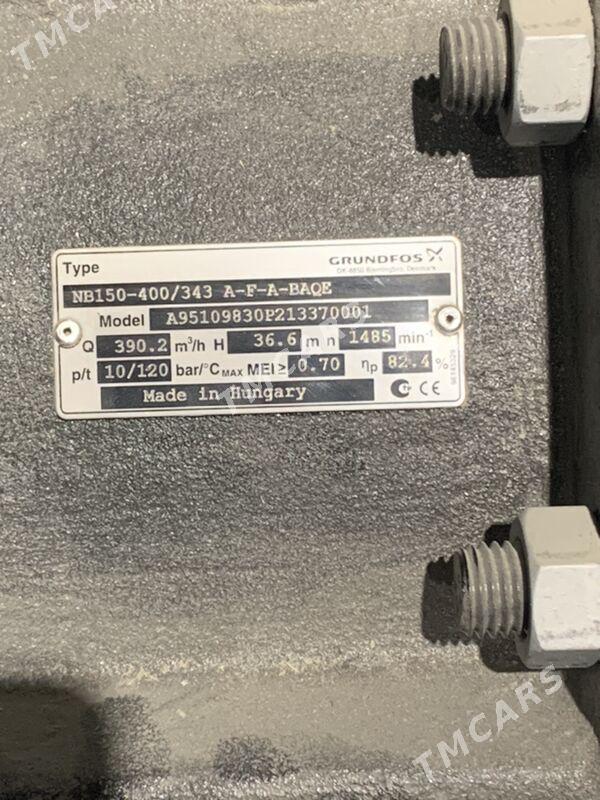 TMCARS
Type
GRUNDFOS
DK-8850 Bjerringbro, Denmark
NB150-400/343 A-F-A-BAQE
Model A95109830P213370001
Q 390.2 m³/h H 36.6 m n 1485 min⁻¹
p/t 10/120 bar/°C MAX MEI ≥ 0.70 ηp 82.4 %
Made in Hungary CE
TMCARS
TMCARS